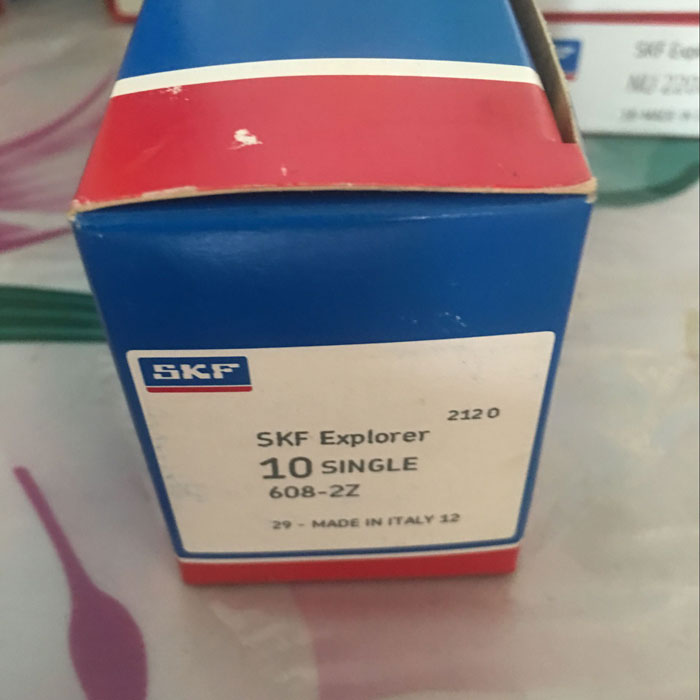 SKF
2120
SKF Explorer
10 SINGLE
608-2Z
29 - MADE IN ITALY 12